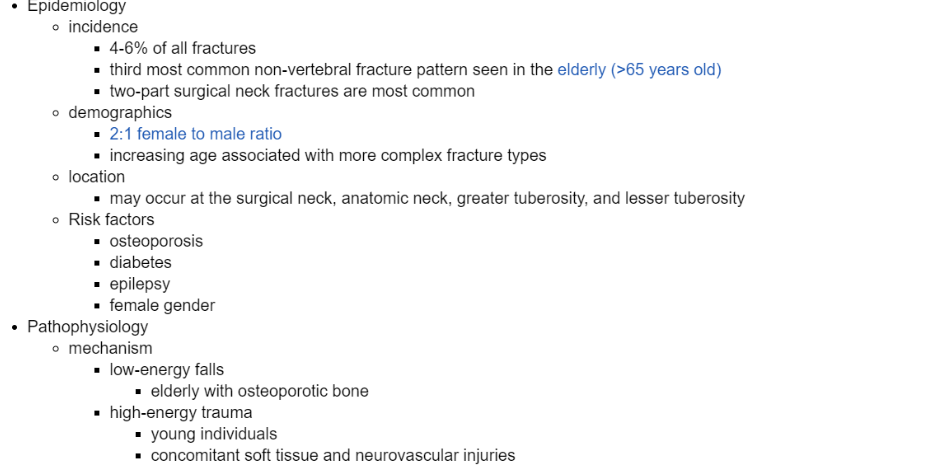 Epidemiology
incidence
4-6% of all fractures
third most common non-vertebral fracture pattern seen in the elderly (>65 years old)
two-part surgical neck fractures are most common
demographics
2:1 female to male ratio
increasing age associated with more complex fracture types
location
may occur at the surgical neck, anatomic neck, greater tuberosity, and lesser tuberosity
Risk factors
osteoporosis
diabetes
epilepsy
female gender
Pathophysiology
mechanism
low-energy falls
elderly with osteoporotic bone
high-energy trauma
young individuals
concomitant soft tissue and neurovascular injuries